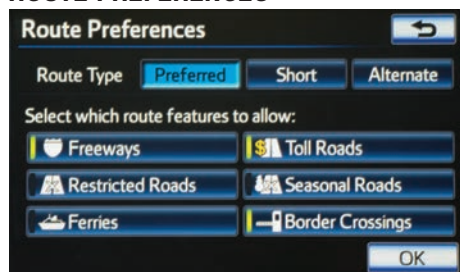 Route Preferences
Route Type Preferred Short Alternate
Select which route features to allow:
Freeways $ Toll Roads
Restricted Roads Seasonal Roads
Ferries Border Crossings
OK